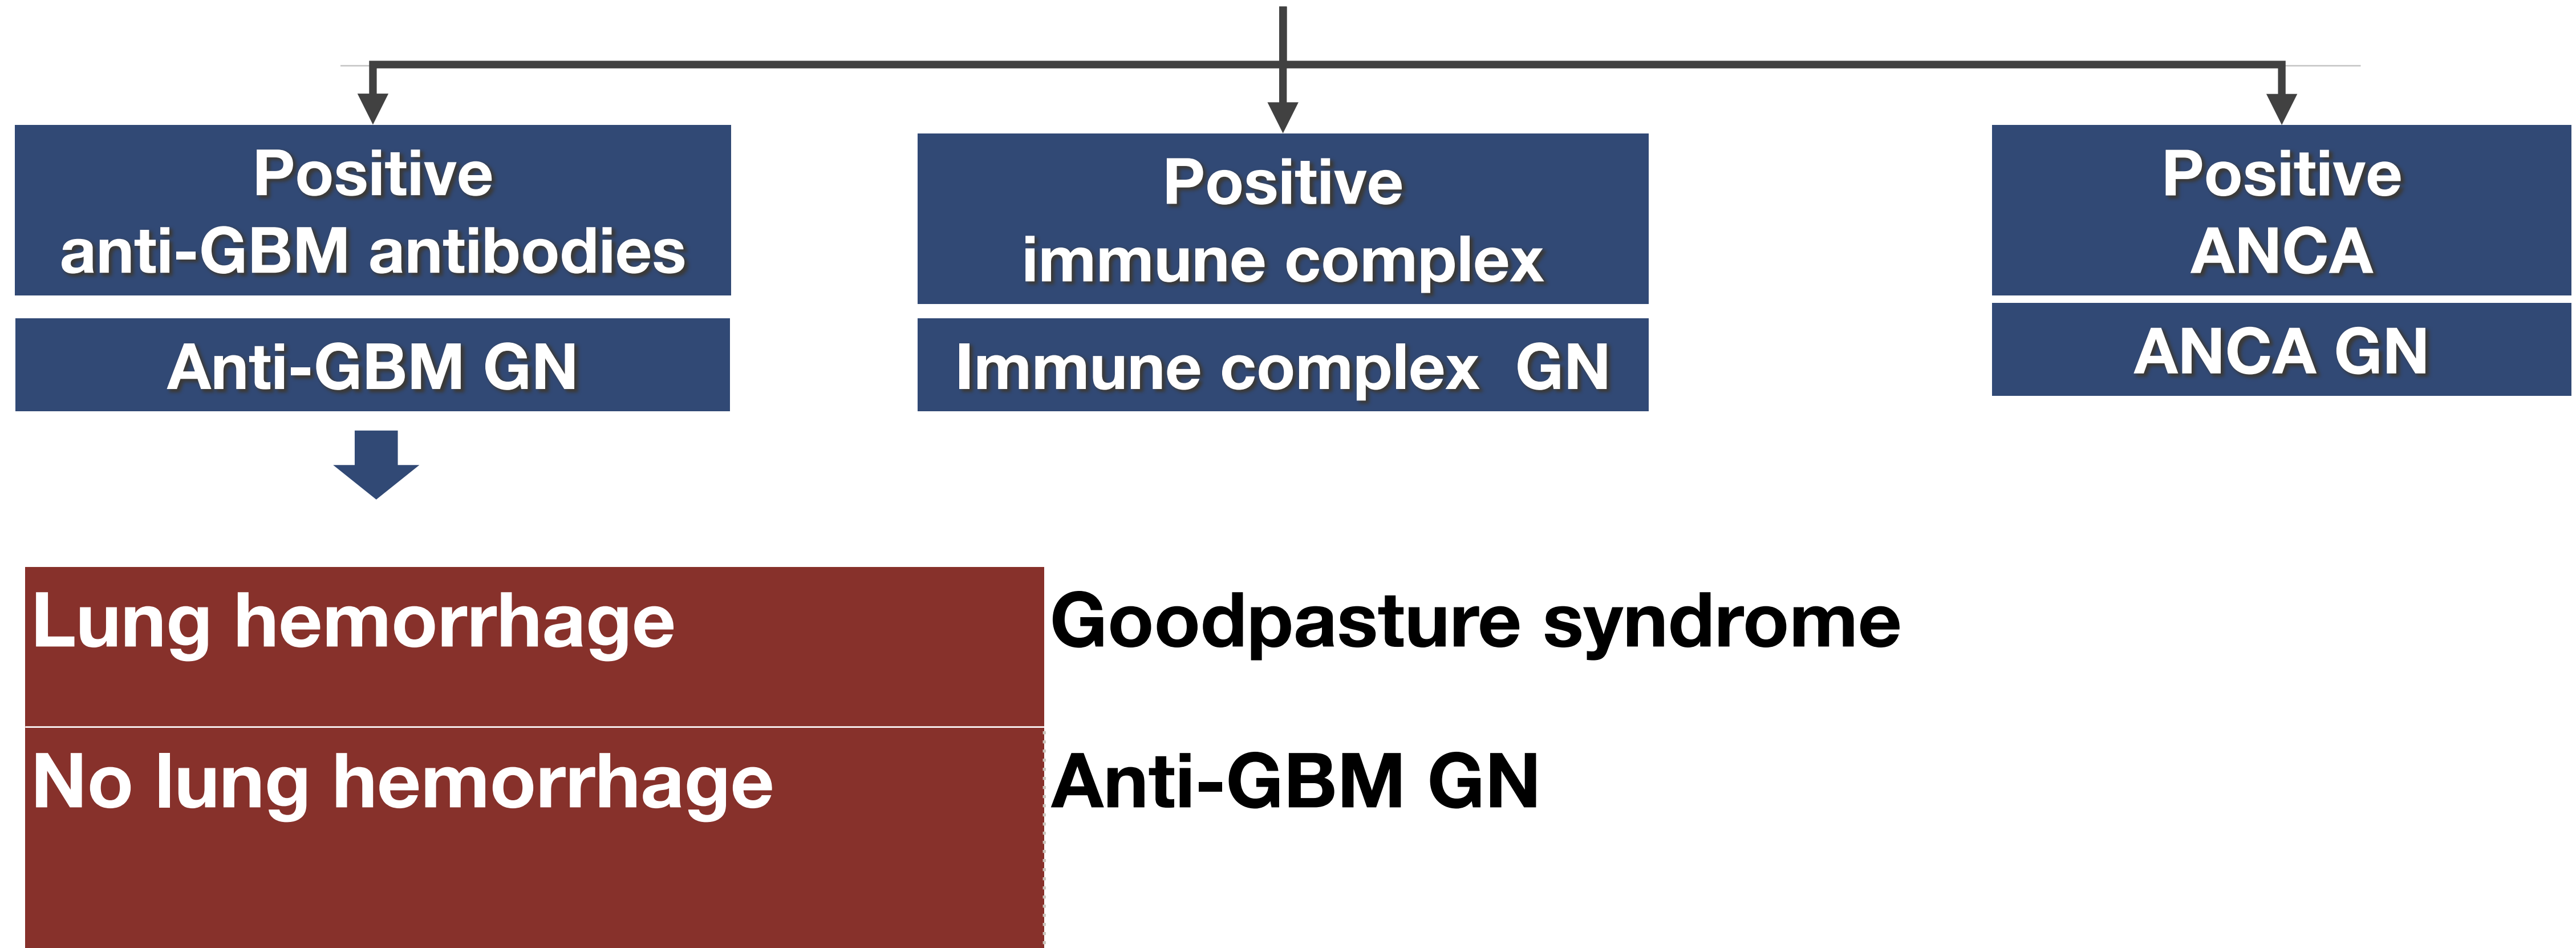 Positive
anti-GBM antibodies
Anti-GBM GN
Positive
immune complex
Immune complex  GN
Positive
ANCA
ANCA GN
Lung hemorrhage
Goodpasture syndrome
No lung hemorrhage
Anti-GBM GN